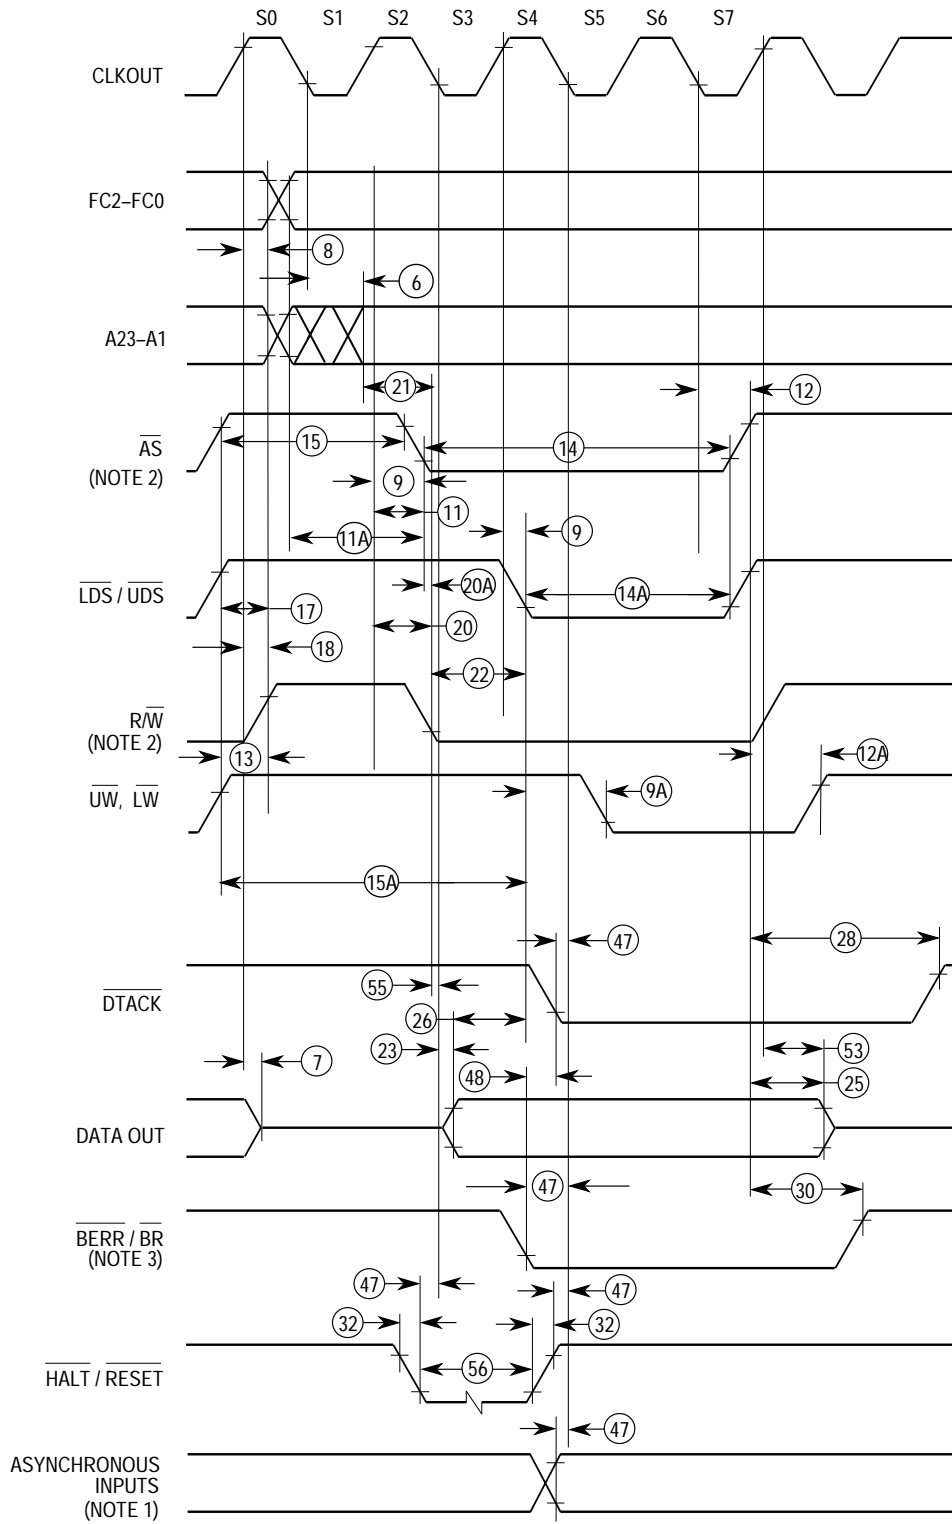 S0 S1 S2 S3 S4 S5 S6 S7
CLKOUT
FC2–FC0
8
6
A23–A1
21
12
AS
(NOTE 2)
15
14
9
11
9
11A
LDS / UDS
20A
14A
17
20
18
22
R/W
(NOTE 2)
13
12A
UW, LW
9A
15A
47
28
DTACK
55
26
23
53
7
48
25
DATA OUT
47
30
BERR / BR
(NOTE 3)
47
47
32
32
HALT / RESET
56
47
ASYNCHRONOUS
INPUTS
(NOTE 1)